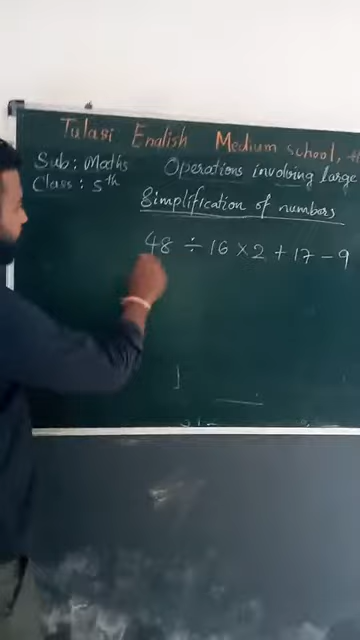 Tulasi English Medium school,
Sub: Maths
Class: 5th
Operations involving large
Simplification of numbers
48 ÷ 16 × 2 + 17 - 9